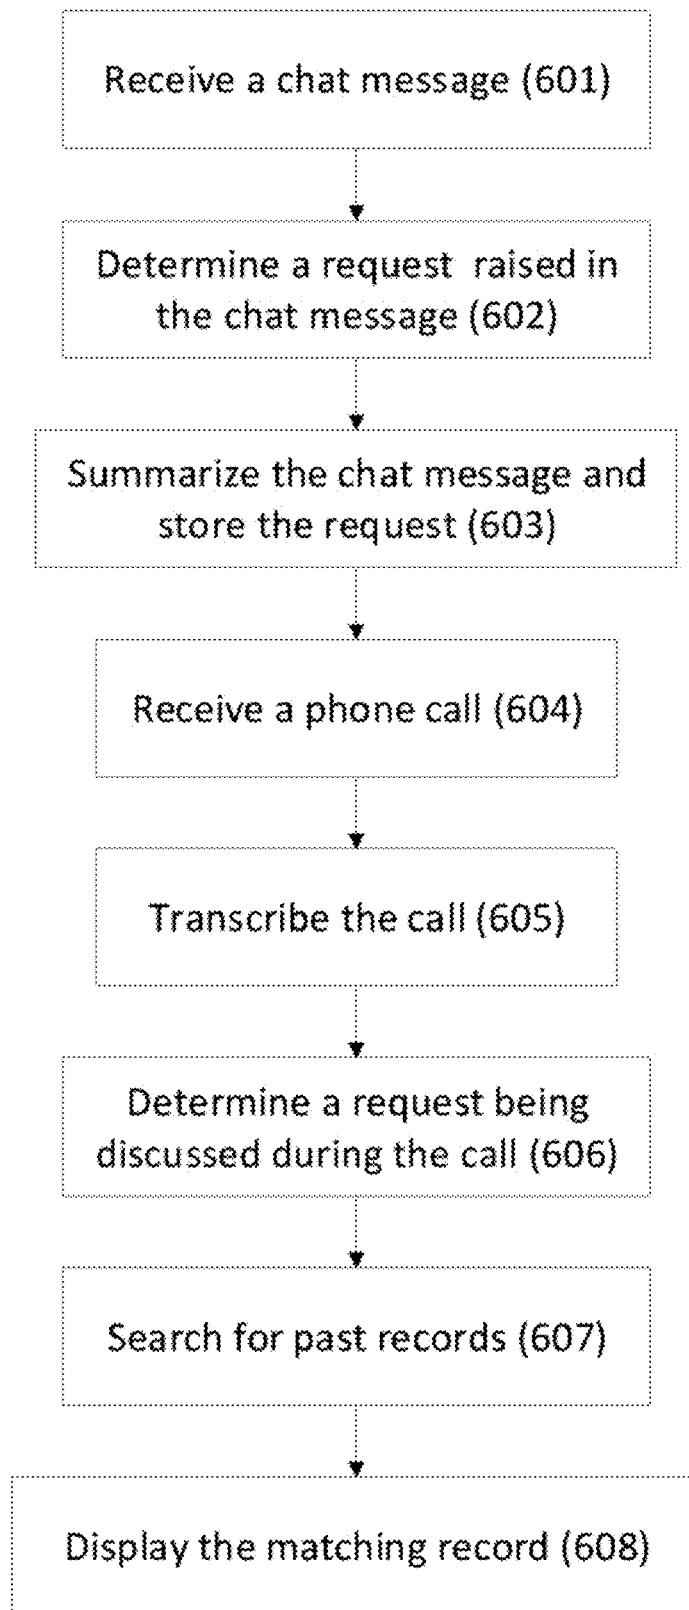 Receive a chat message (601)
Determine a request raised in
the chat message (602)
Summarize the chat message and
store the request (603)
Receive a phone call (604)
Transcribe the call (605)
Determine a request being
discussed during the call (606)
Search for past records (607)
Display the matching record (608)